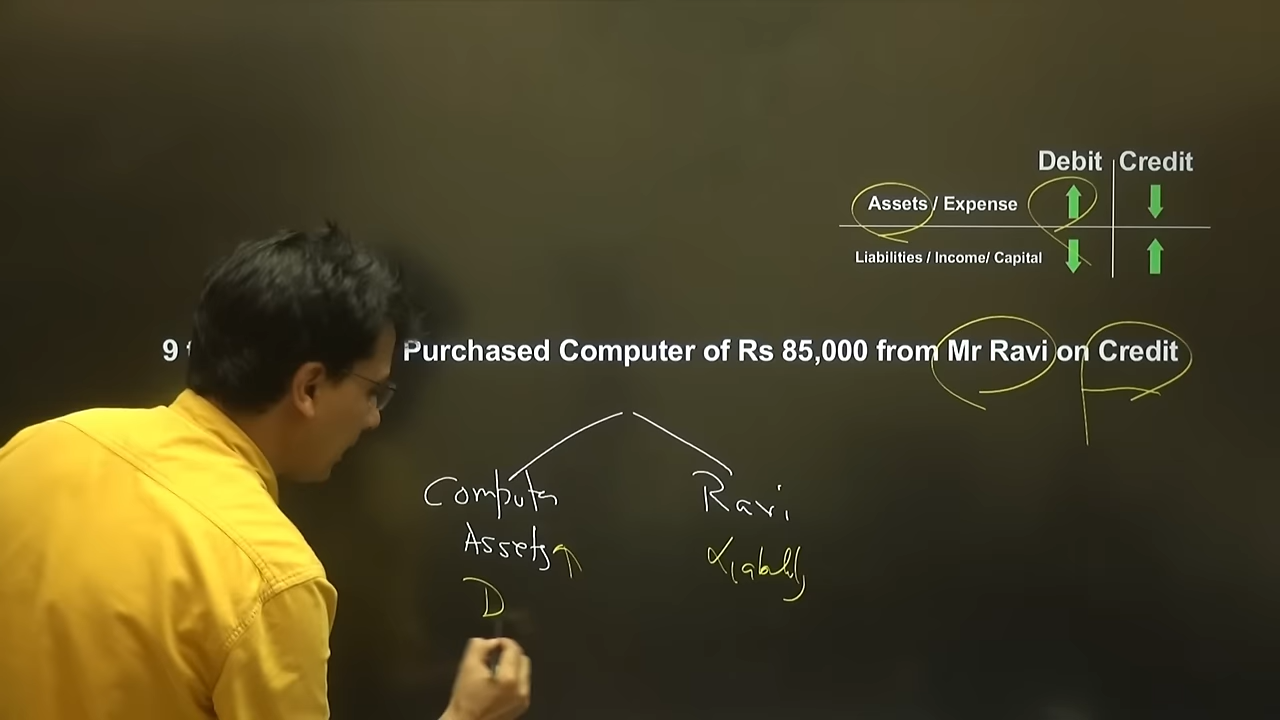 Debit Credit
Assets / Expense
Liabilities / Income/ Capital
9 Purchased Computer of Rs 85,000 from Mr Ravi on Credit
Computer Ravi
Assets Liability
D